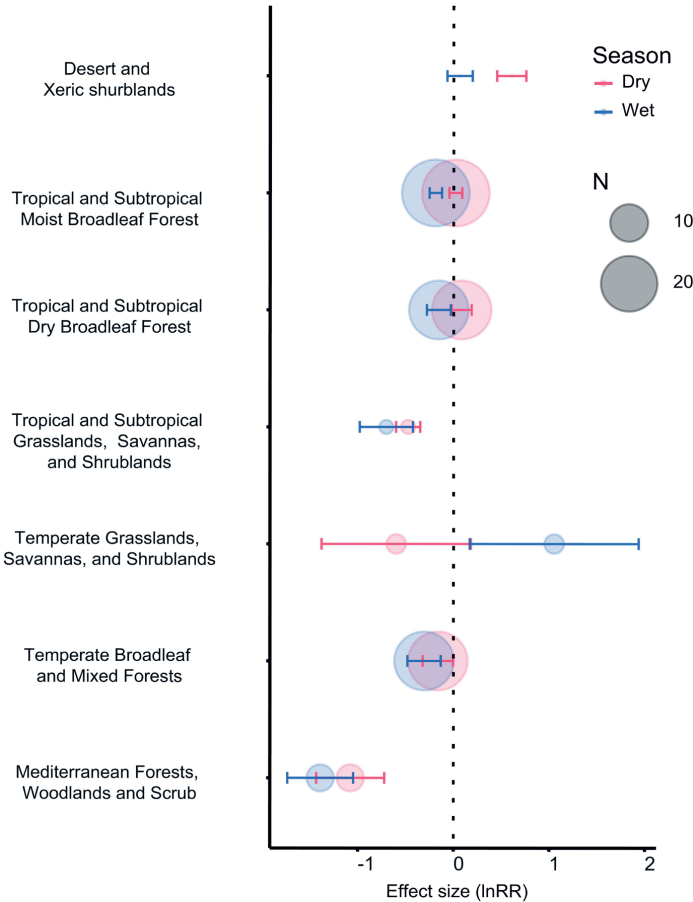 Desert and
Xeric shurblands
Tropical and Subtropical
Moist Broadleaf Forest
Tropical and Subtropical
Dry Broadleaf Forest
Tropical and Subtropical
Grasslands, Savannas,
and Shrublands
Temperate Grasslands,
Savannas, and Shrublands
Temperate Broadleaf
and Mixed Forests
Mediterranean Forests,
Woodlands and Scrub
Season
Dry
Wet
N
10
20
-1
0
1
2
Effect size (lnRR)